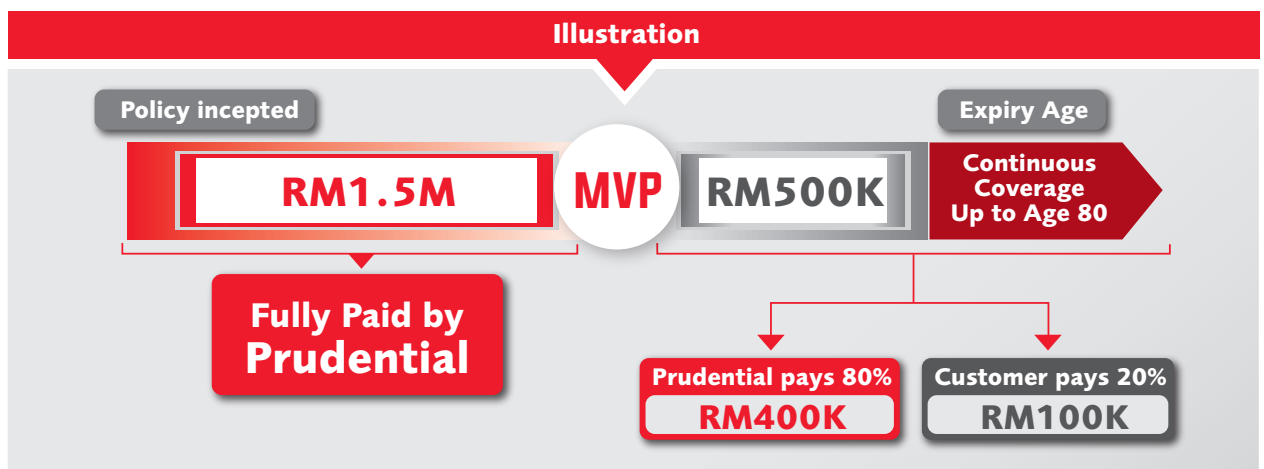 Illustration
Policy incepted
Expiry Age
RM1.5M
MVP
RM500K
Continuous
Coverage
Up to Age 80
Fully Paid by
Prudential
Prudential pays 80%
RM400K
Customer pays 20%
RM100K